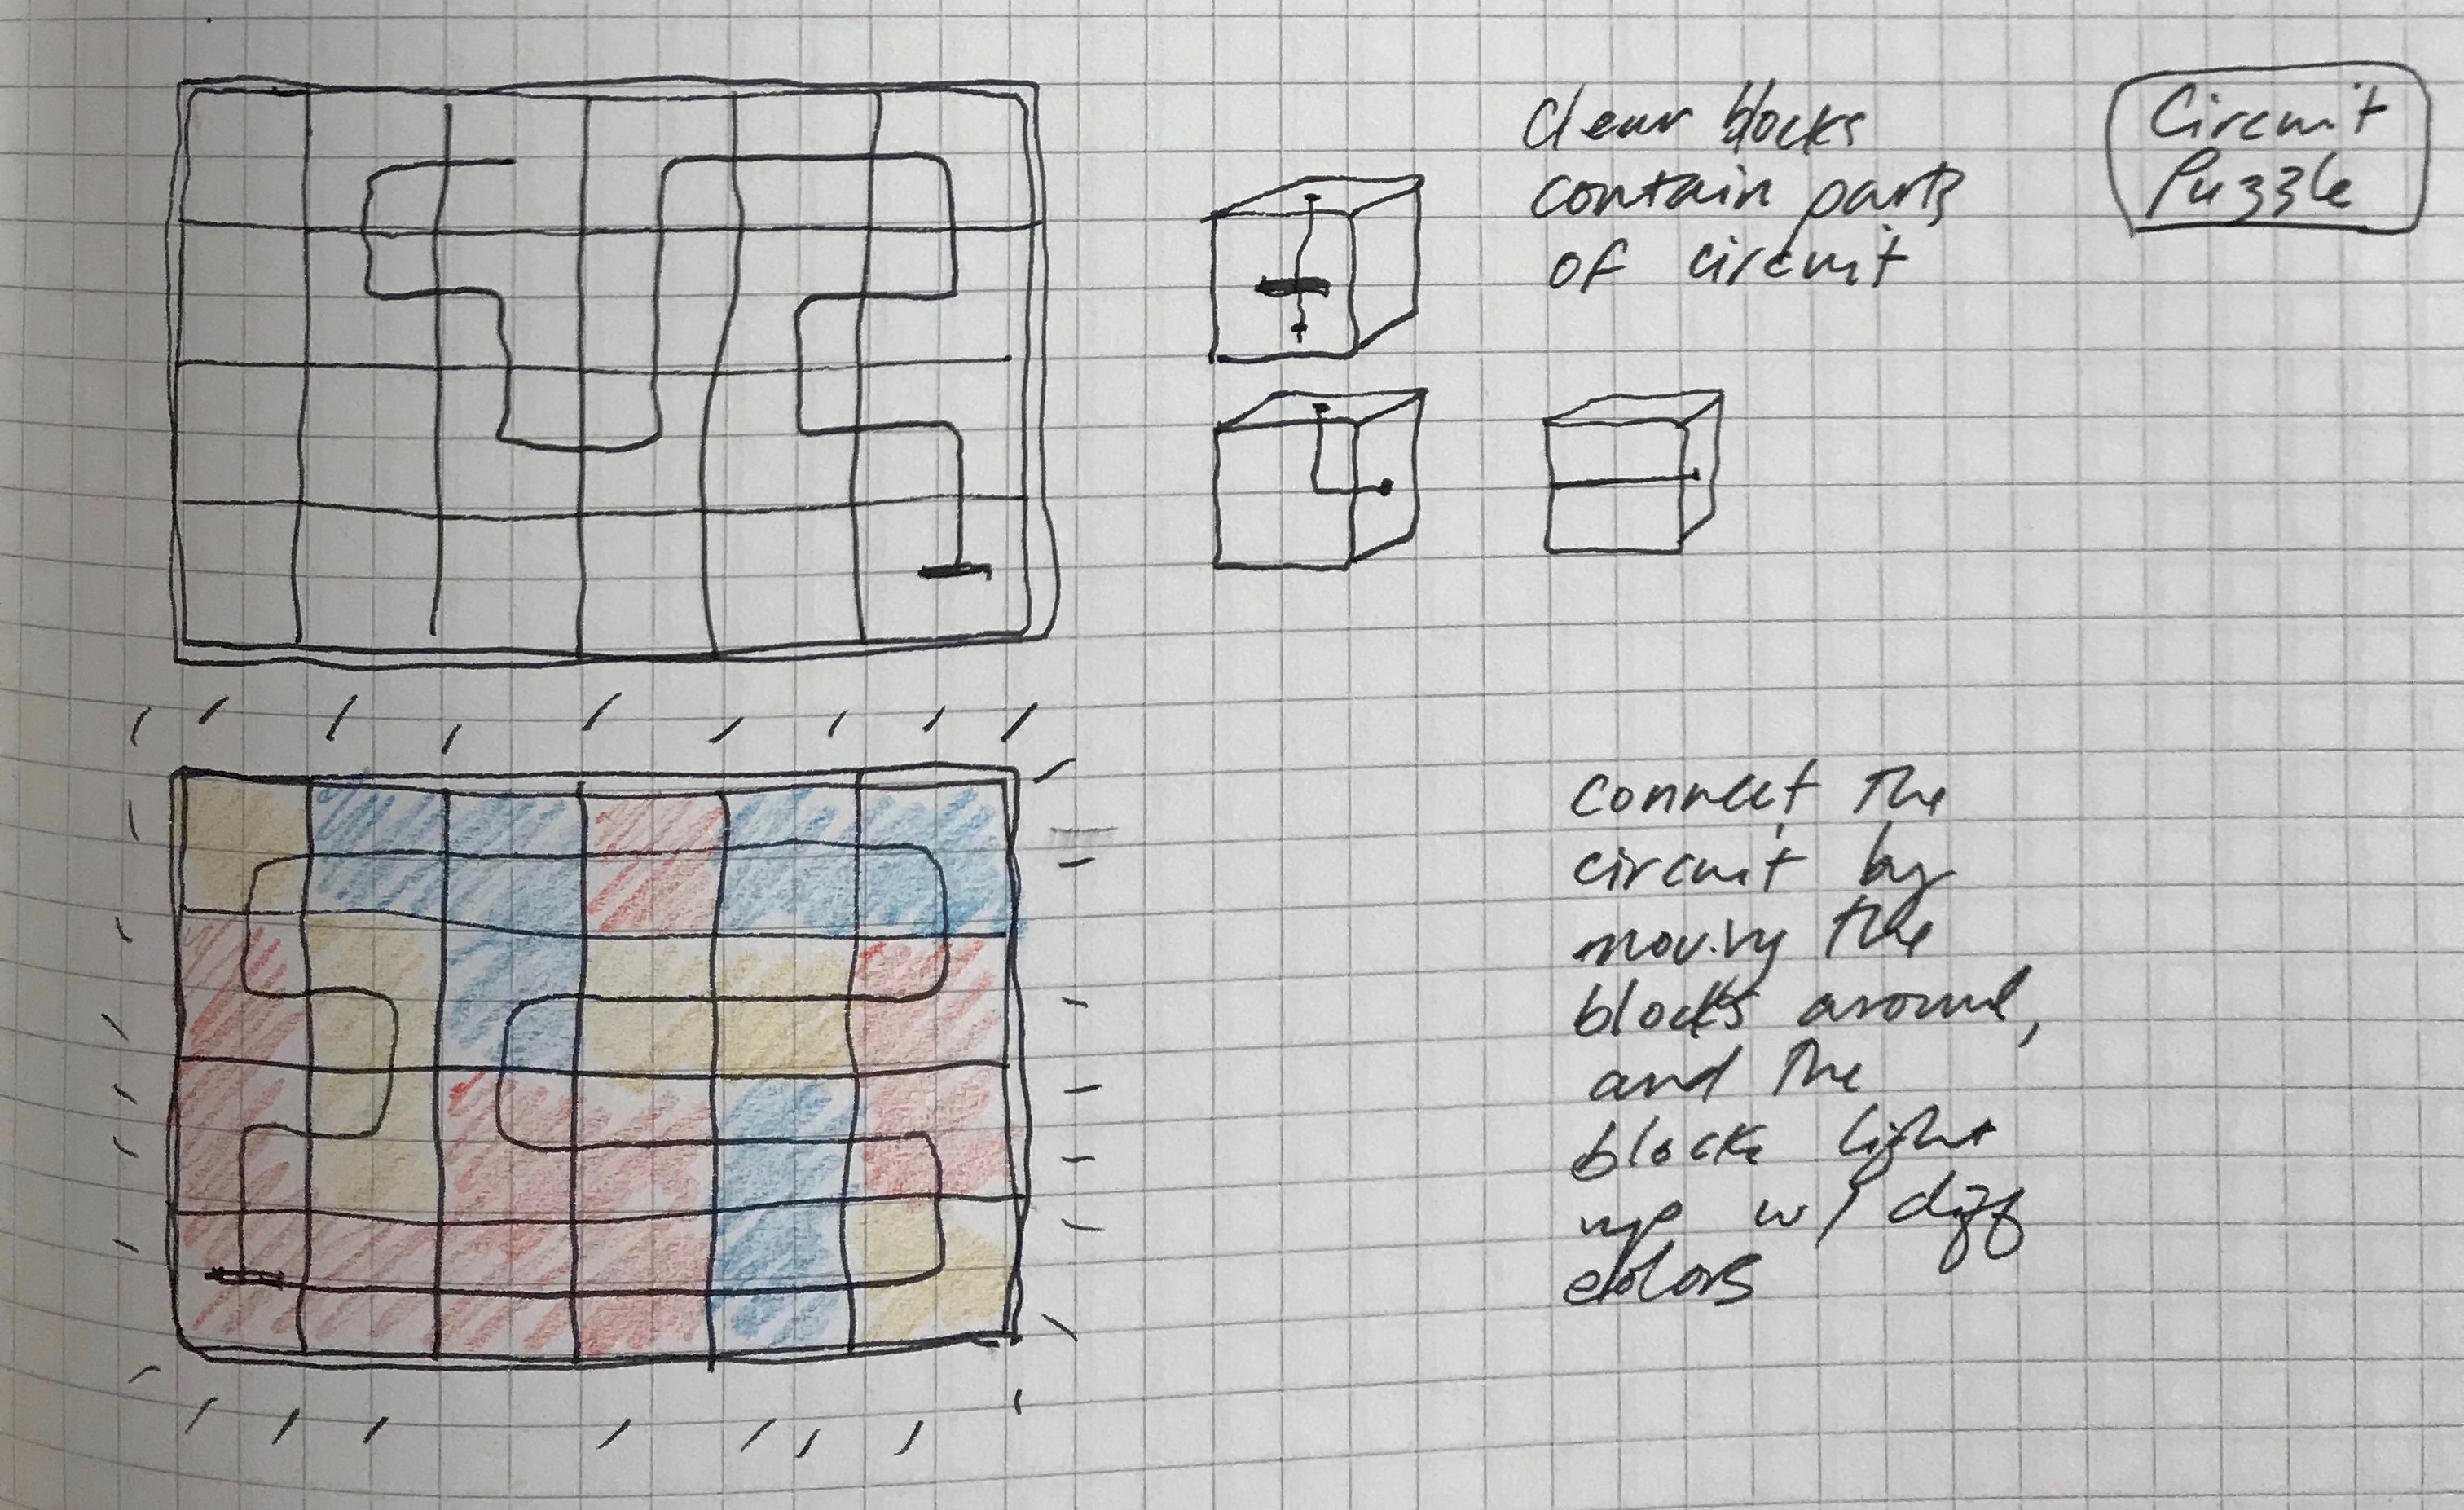 Clear blocks
contain parts
of circuit
Circuit
Puzzle
connect the
circuit by
moving the
blocks around,
and the
blocks light
up w/ diff
colors